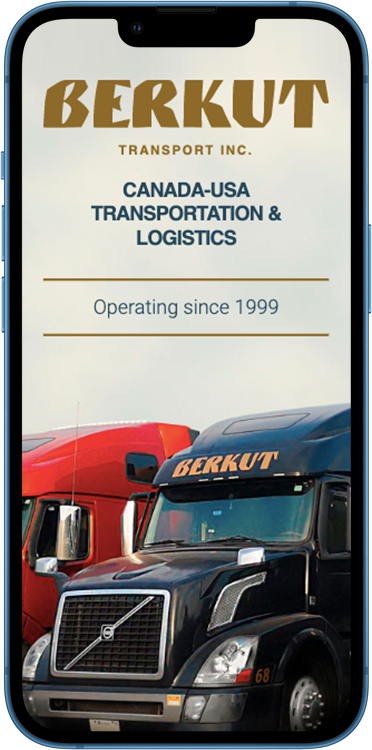 BERKUT
TRANSPORT INC.
CANADA-USA
TRANSPORTATION &
LOGISTICS
Operating since 1999
BERKUT
68